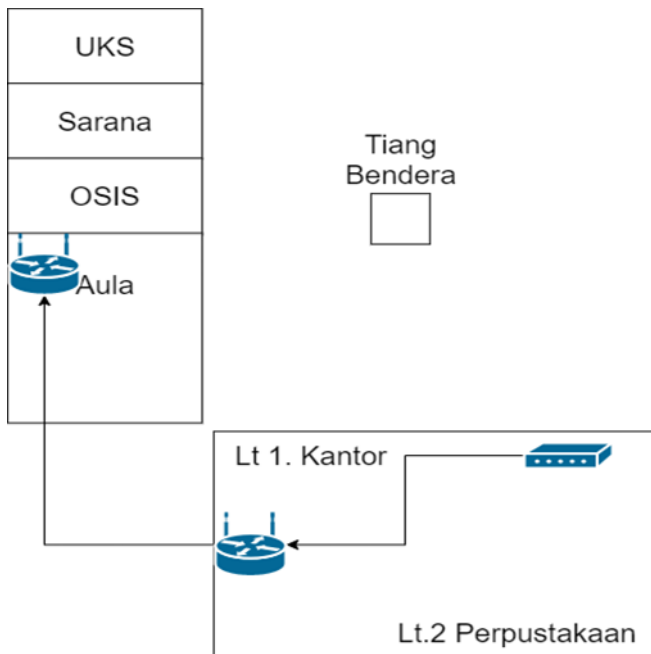 UKS
Sarana
OSIS
Aula
Tiang
Bendera
Lt 1. Kantor
Lt.2 Perpustakaan